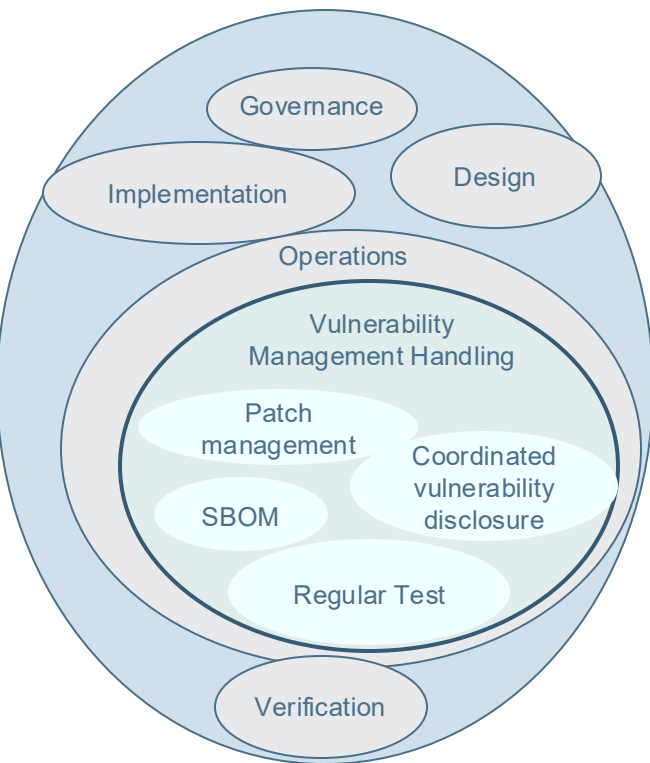 Governance
Design
Implementation
Operations
Vulnerability
Management Handling
Patch
management
Coordinated
vulnerability
disclosure
SBOM
Regular Test
Verification